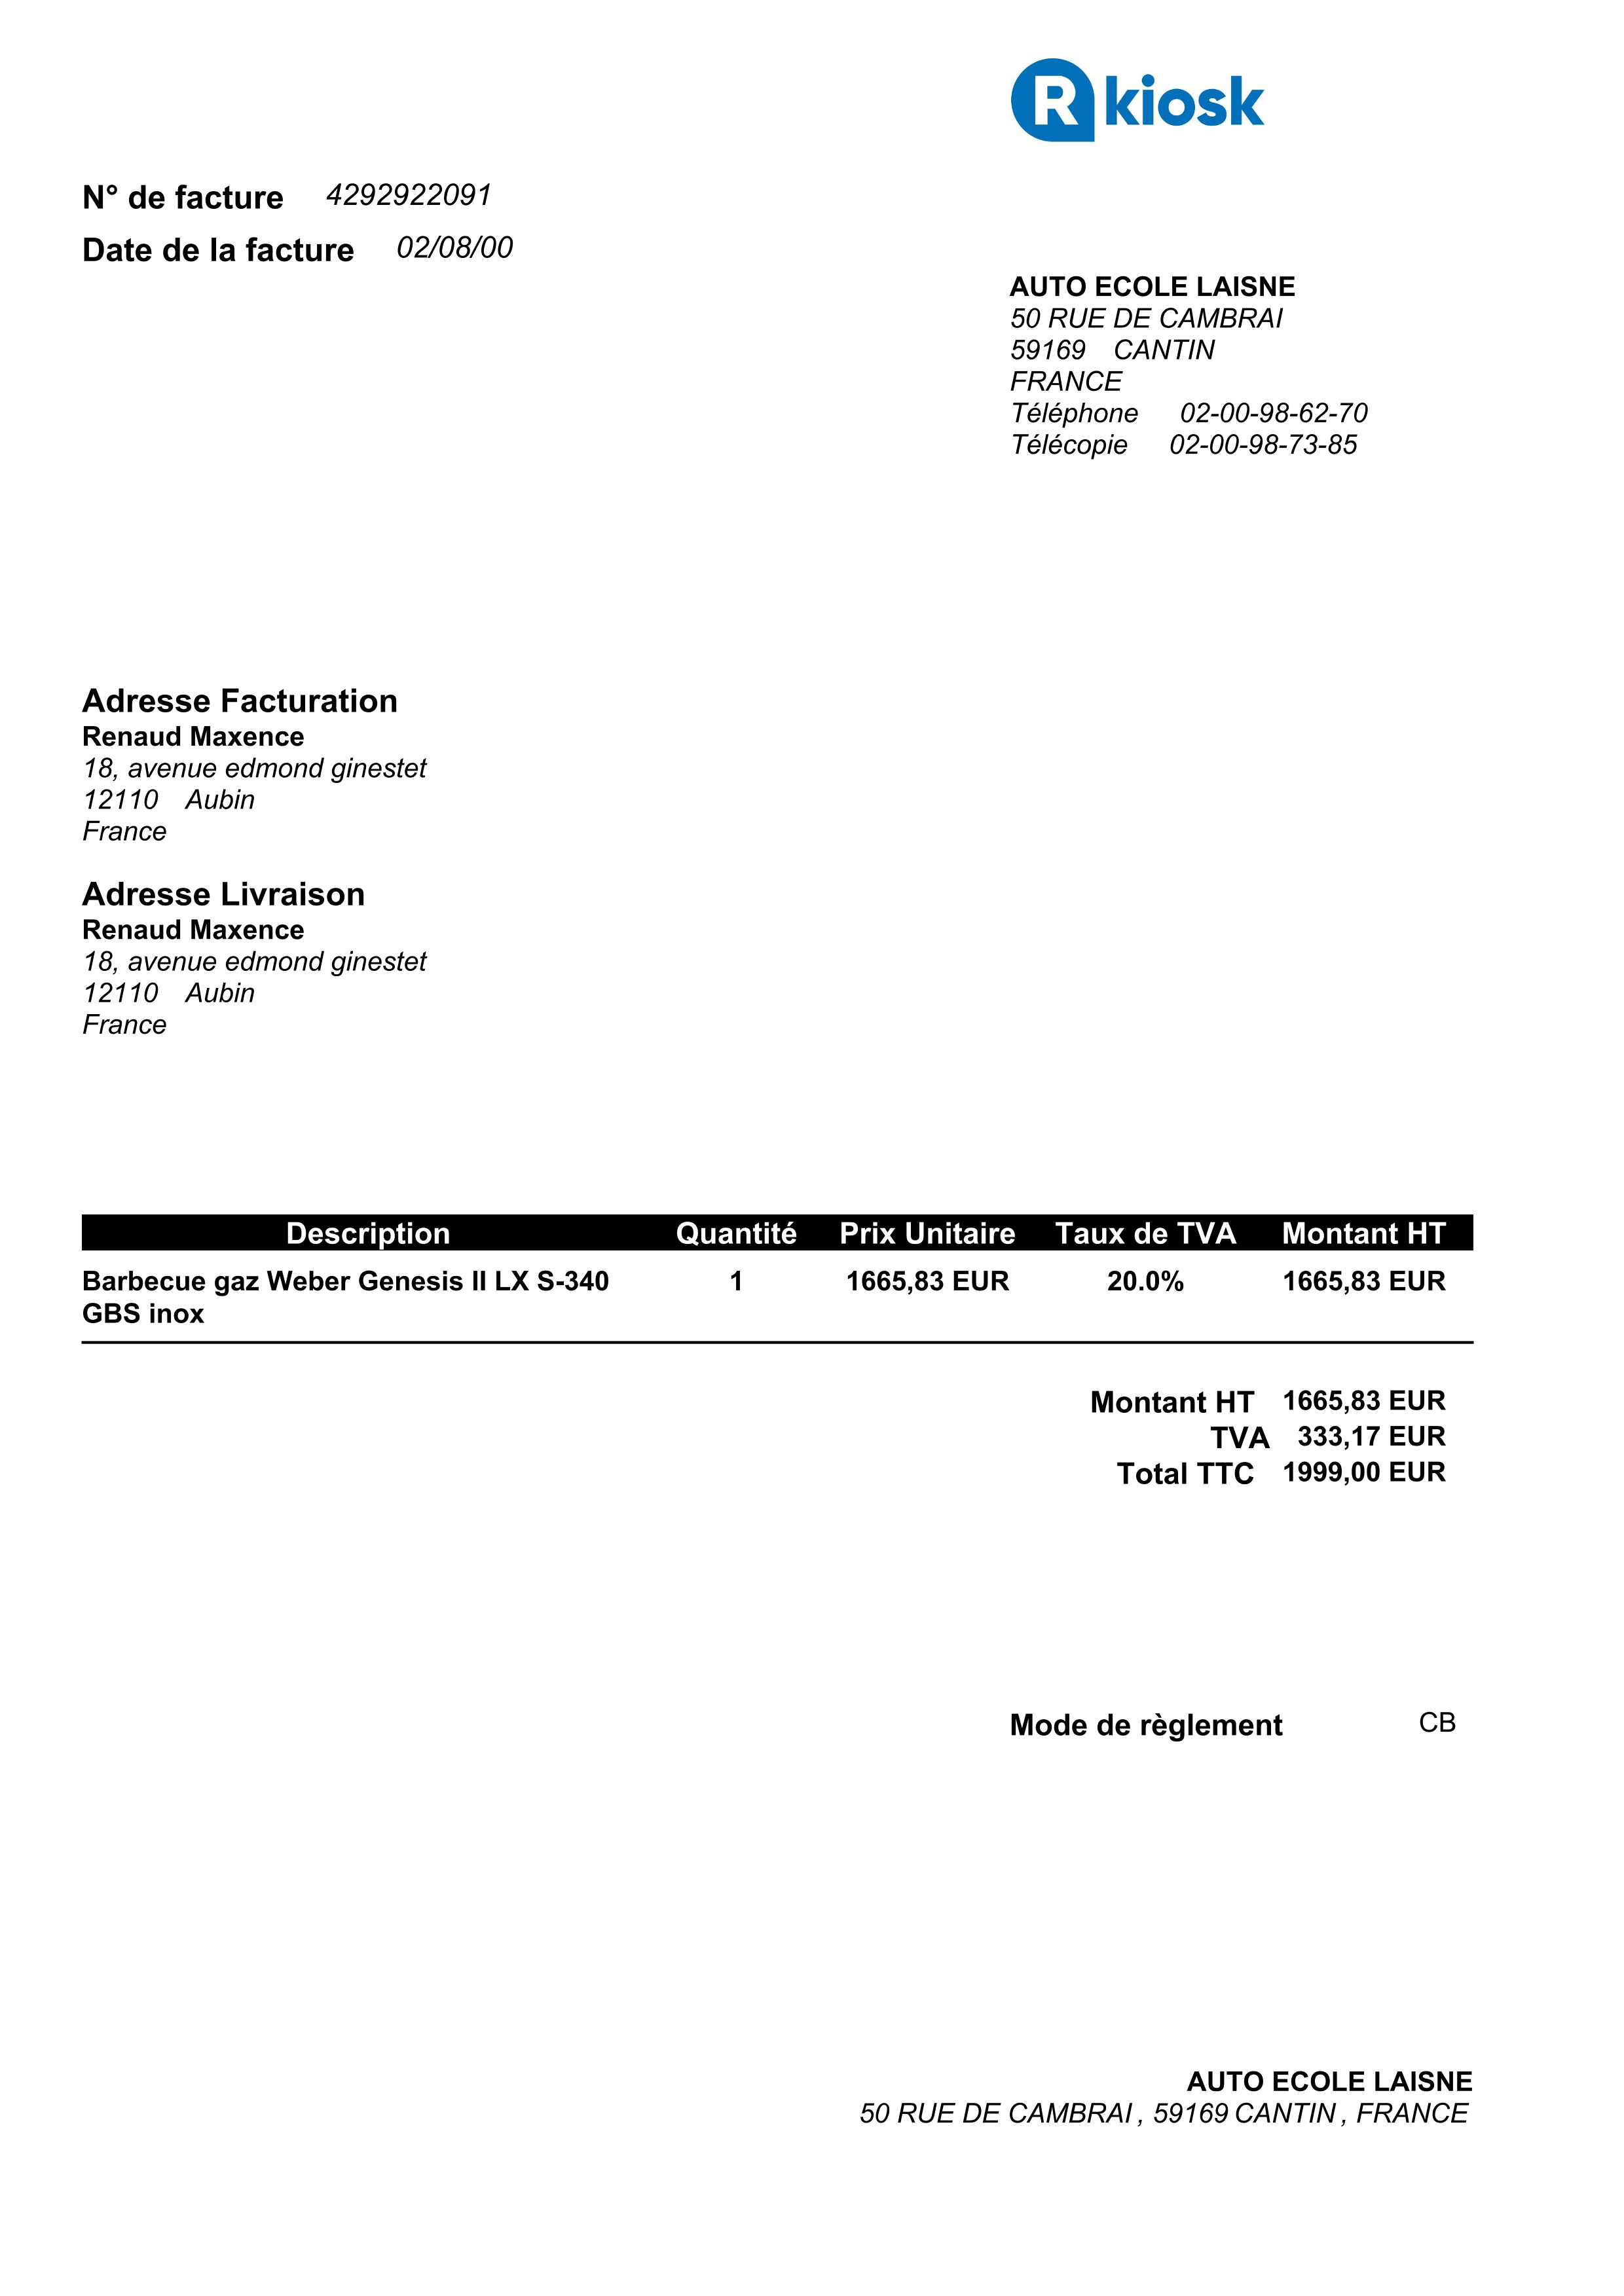 R kiosk
N° de facture 4292922091
Date de la facture 02/08/00
AUTO ECOLE LAISNE
50 RUE DE CAMBRAI
59169 CANTIN
FRANCE
Téléphone 02-00-98-62-70
Télécopie 02-00-98-73-85
Adresse Facturation
Renaud Maxence
18, avenue edmond ginestet
12110 Aubin
France
Adresse Livraison
Renaud Maxence
18, avenue edmond ginestet
12110 Aubin
France
Description Quantité Prix Unitaire Taux de TVA Montant HT
Barbecue gaz Weber Genesis II LX S-340 1 1665,83 EUR 20.0% 1665,83 EUR
GBS inox
Montant HT 1665,83 EUR
TVA 333,17 EUR
Total TTC 1999,00 EUR
Mode de règlement CB
AUTO ECOLE LAISNE
50 RUE DE CAMBRAI , 59169 CANTIN , FRANCE